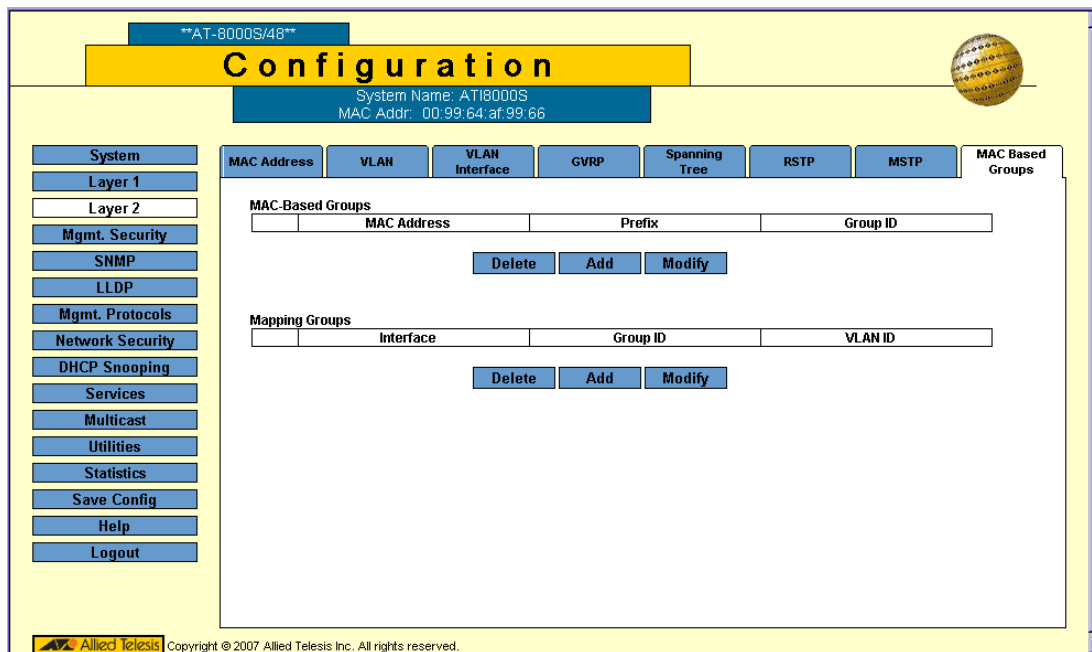 **AT-8000S/48**
Configuration
System Name: ATI8000S
MAC Addr: 00:99:64:af:99:66
System
Layer 1
Layer 2
Mgmt. Security
SNMP
LLDP
Mgmt. Protocols
Network Security
DHCP Snooping
Services
Multicast
Utilities
Statistics
Save Config
Help
Logout
MAC Address
VLAN
VLAN
Interface
GVRP
Spanning
Tree
RSTP
MSTP
MAC Based
Groups
MAC-Based Groups
MAC Address Prefix Group ID
Delete Add Modify
Mapping Groups
Interface Group ID VLAN ID
Delete Add Modify
Allied Telesis Copyright © 2007 Allied Telesis Inc. All rights reserved.